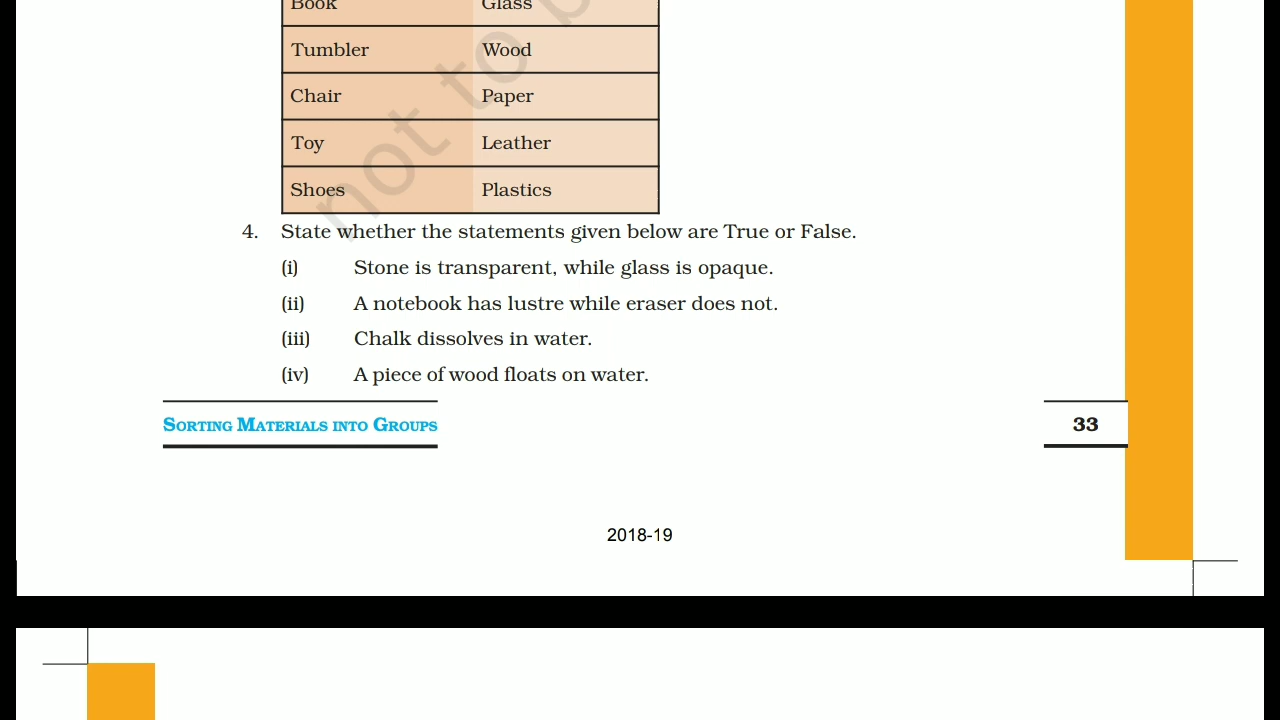 Book Glass
Tumbler Wood
Chair Paper
Toy Leather
Shoes Plastics
not to b
4. State whether the statements given below are True or False.
(i) Stone is transparent, while glass is opaque.
(ii) A notebook has lustre while eraser does not.
(iii) Chalk dissolves in water.
(iv) A piece of wood floats on water.
SORTING MATERIALS INTO GROUPS 33
2018-19